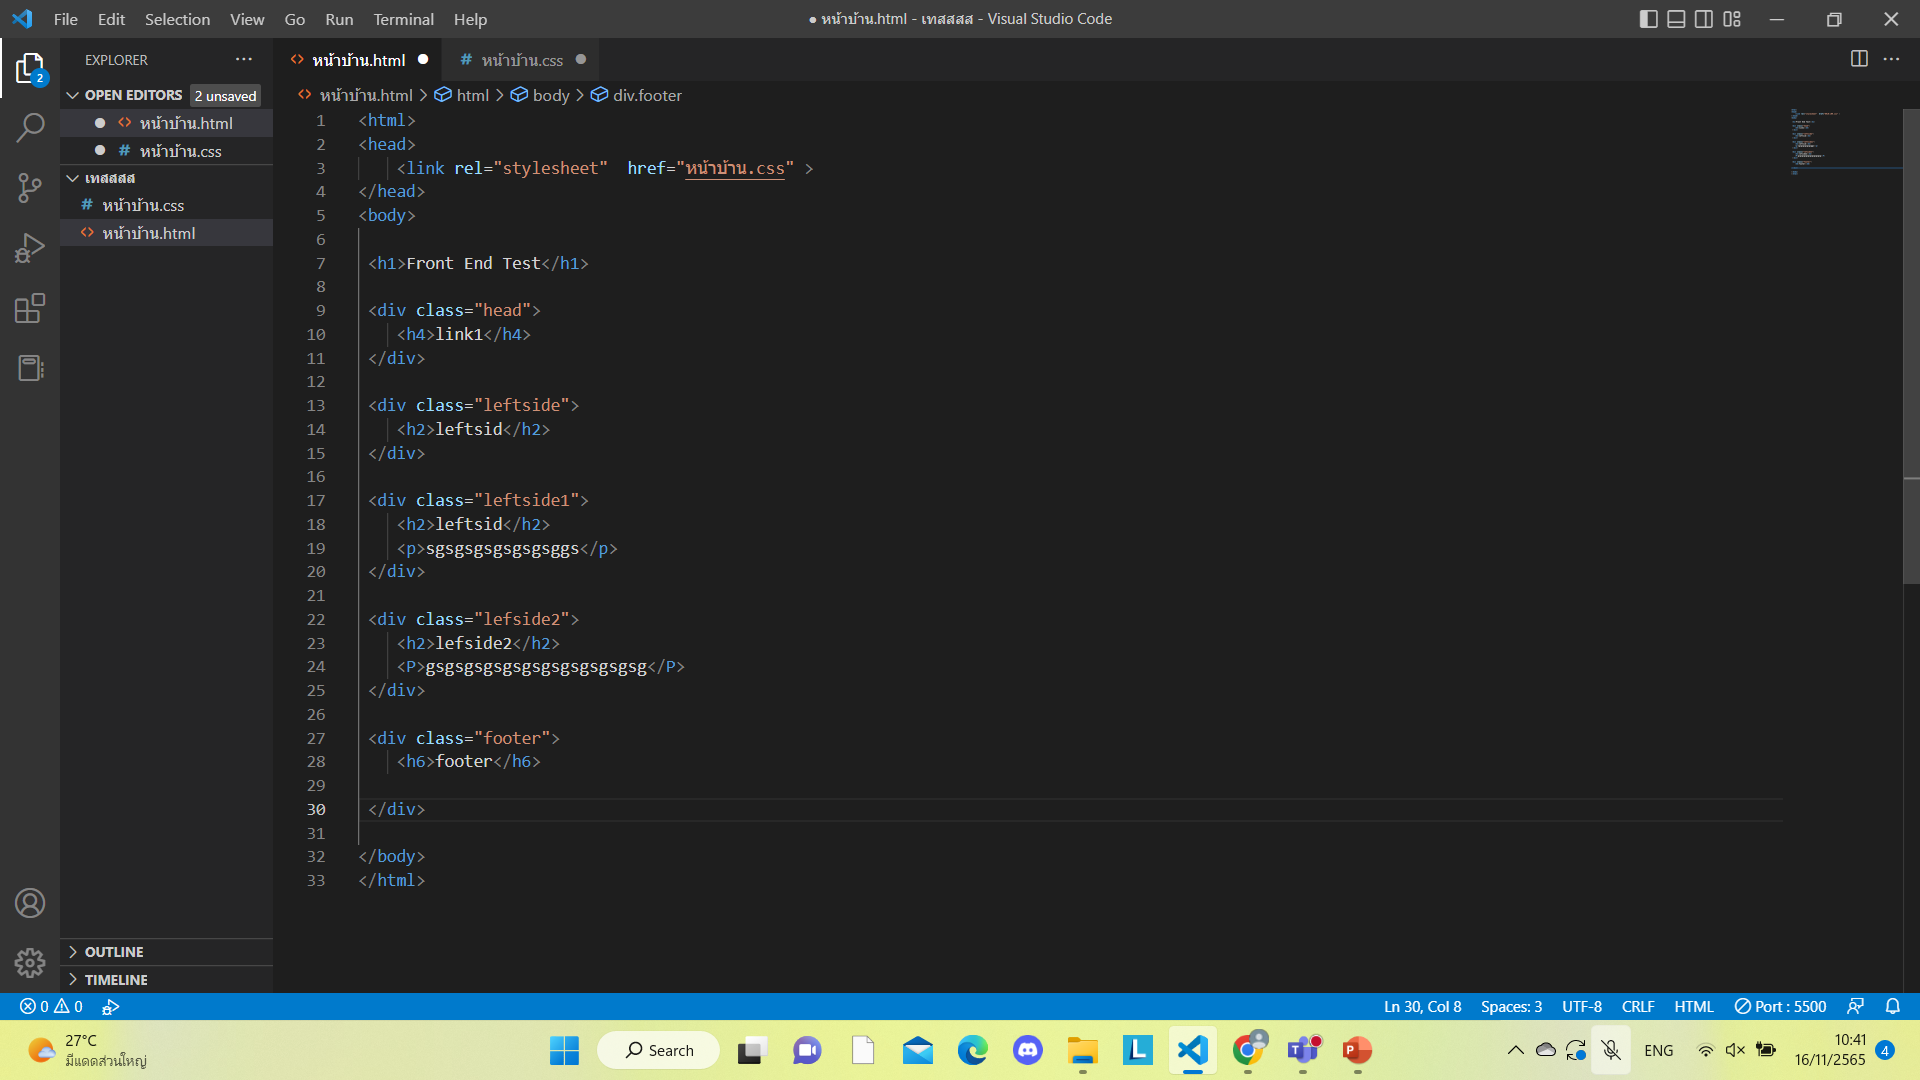 File Edit Selection View Go Run Terminal Help
● หน้าบ้าน.html - เทสสสส - Visual Studio Code
EXPLORER
OPEN EDITORS 2 unsaved
หน้าบ้าน.html
หน้าบ้าน.css
เทสสสส
หน้าบ้าน.css
หน้าบ้าน.html
OUTLINE
TIMELINE
หน้าบ้าน.html
# หน้าบ้าน.css
หน้าบ้าน.html > html > body > div.footer
1 <html>
2 <head>
3 <link rel="stylesheet"  href="หน้าบ้าน.css" >
4 </head>
5 <body>
6
7 <h1>Front End Test</h1>
8
9 <div class="head">
10 <h4>link1</h4>
11 </div>
12
13 <div class="leftside">
14 <h2>leftsid</h2>
15 </div>
16
17 <div class="leftside1">
18 <h2>leftsid</h2>
19 <p>sgsgsgsgsgsgsggs</p>
20 </div>
21
22 <div class="lefside2">
23 <h2>lefside2</h2>
24 <P>gsgsgsgsgsgsgsgsgsgsgsg</P>
25 </div>
26
27 <div class="footer">
28 <h6>footer</h6>
29
30 </div>
31
32 </body>
33 </html>
0 0
Ln 30, Col 8 Spaces: 3 UTF-8 CRLF HTML Port : 5500
27°C
มีแดดส่วนใหญ่
Search
ENG
10:41
16/11/2565
4